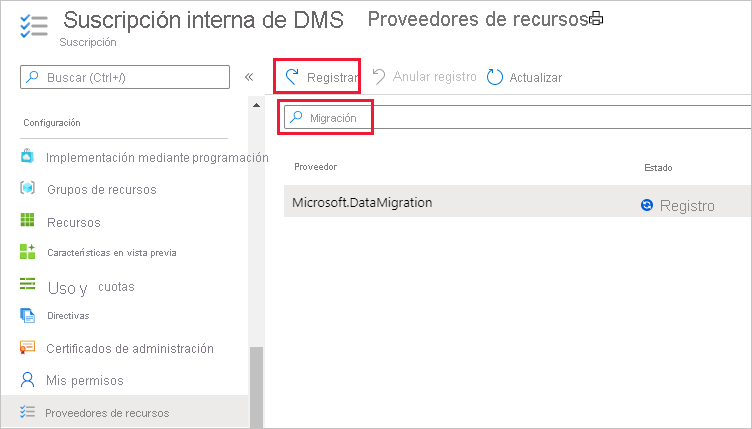 Suscripción interna de DMS
Proveedores de recursos
Suscripción
Buscar (Ctrl+/)
«
Registrar
Anular registro
Actualizar
Configuración
Implementación mediante programación
Grupos de recursos
Recursos
Características en vista previa
Uso y cuotas
Directivas
Certificados de administración
Mis permisos
Proveedores de recursos
Migración
Proveedor
Estado
Microsoft.DataMigration
Registro